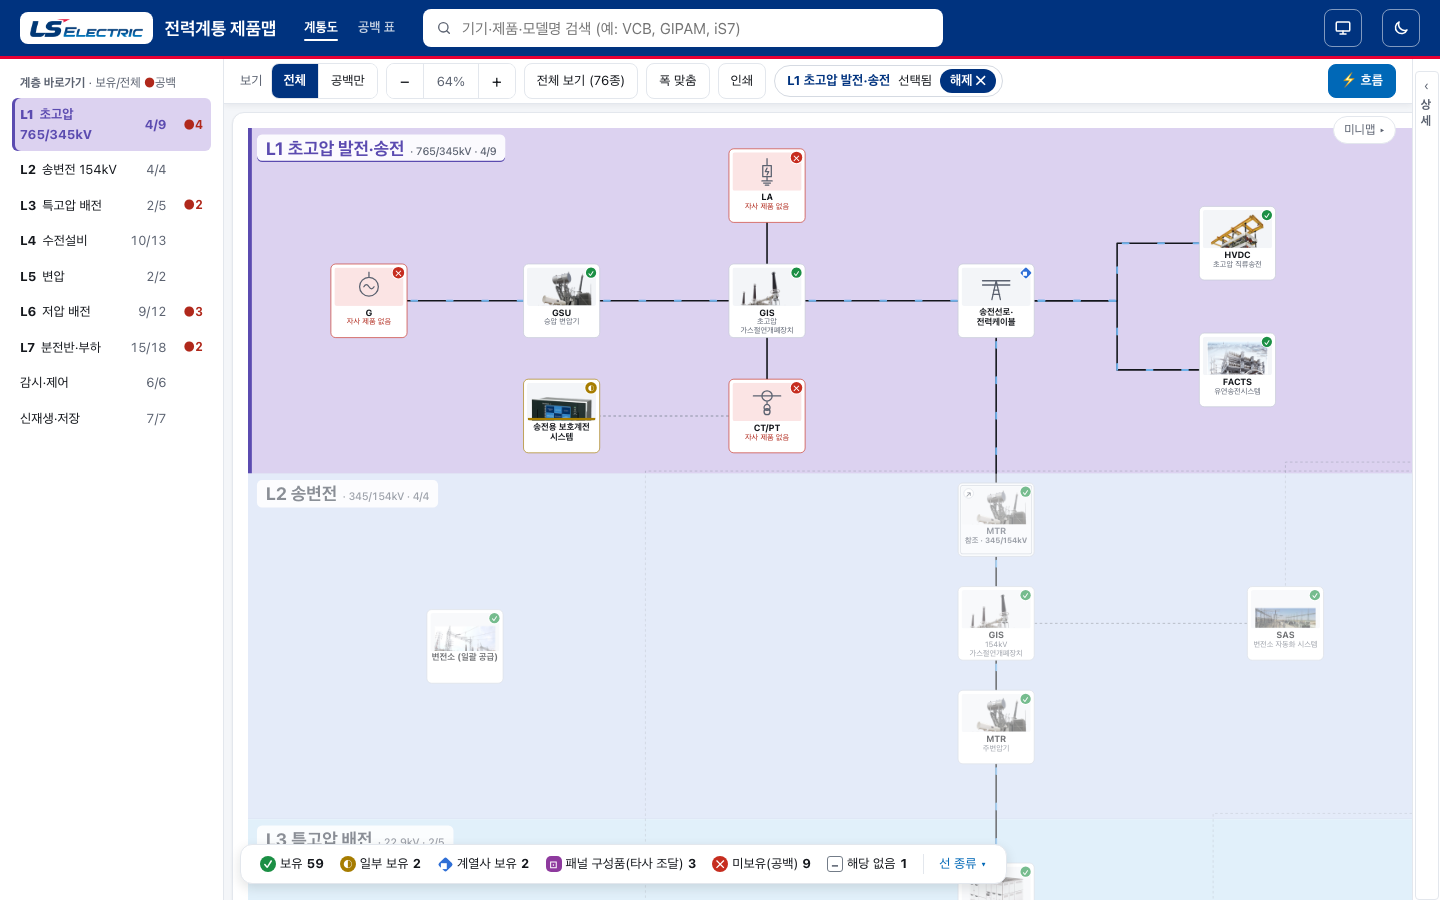 LS ELECTRIC
전력계통 제품맵
계통도
공백 표
기기·제품·모델명 검색 (예: VCB, GIPAM, iS7)
계층 바로가기 · 보유/전체 공백
L1 초고압 765/345kV 4/9 4
L2 송변전 154kV 4/4
L3 특고압 배전 2/5 2
L4 수전설비 10/13
L5 변압 2/2
L6 저압 배전 9/12 3
L7 분전반·부하 15/18 2
감시·제어 6/6
신재생·저장 7/7
보기
전체
공백만
−
64%
+
전체 보기 (76종)
폭 맞춤
인쇄
L1 초고압 발전·송전 선택됨
해제 ✕
⚡ 흐름
‹
상
세
미니맵 ▸
L1 초고압 발전·송전 · 765/345kV · 4/9
LA
자사 제품 없음
HVDC
초고압 직류송전
G
자사 제품 없음
GSU
승압 변압기
GIS
초고압
가스절연개폐장치
송전선로·
전력케이블
FACTS
유연송전시스템
송전용 보호계전
시스템
CT/PT
자사 제품 없음
L2 송변전 · 345/154kV · 4/4
MTR
참조 · 345/154kV
GIS
154kV
가스절연개폐장치
SAS
변전소 자동화 시스템
변전소 (일괄 공급)
MTR
주변압기
L3 특고압 배전 · 22.9kV · 2/5
보유 59
일부 보유 2
계열사 보유 2
패널 구성품(타사 조달) 3
미보유(공백) 9
해당 없음 1
선 종류 ▾